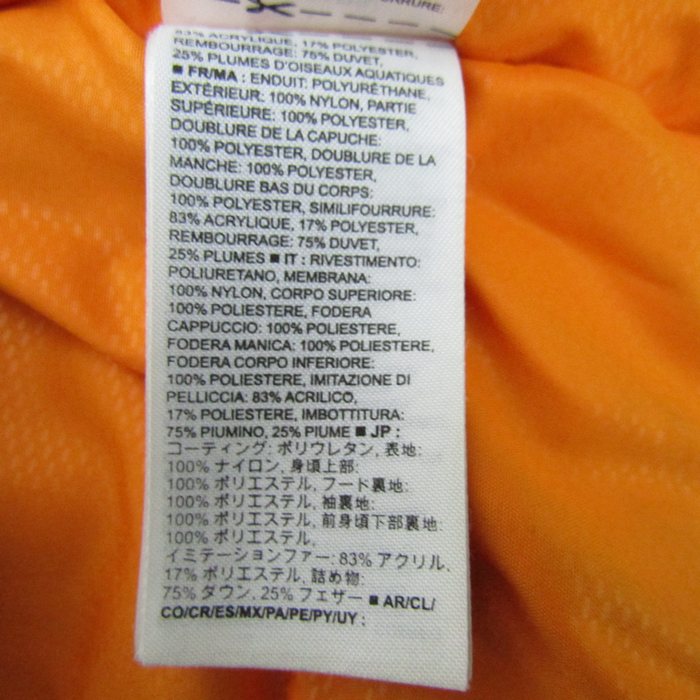 FOURRURE:
83% ACRYLIQUE, 17% POLYESTER,
REMBOURRAGE: 75% DUVET,
25% PLUMES D'OISEAUX AQUATIQUES
■ FR/MA : ENDUIT: POLYURÉTHANE,
EXTÉRIEUR: 100% NYLON, PARTIE
SUPÉRIEURE: 100% POLYESTER,
DOUBLURE DE LA CAPUCHE:
100% POLYESTER, DOUBLURE DE LA
MANCHE: 100% POLYESTER,
DOUBLURE BAS DU CORPS:
100% POLYESTER, SIMILIFOURRURE:
83% ACRYLIQUE, 17% POLYESTER,
REMBOURRAGE: 75% DUVET,
25% PLUMES ■ IT : RIVESTIMENTO:
POLIURETANO, MEMBRANA:
100% NYLON, CORPO SUPERIORE:
100% POLIESTERE, FODERA
CAPPUCCIO: 100% POLIESTERE,
FODERA MANICA: 100% POLIESTERE,
FODERA CORPO INFERIORE:
100% POLIESTERE, IMITAZIONE DI
PELLICCIA: 83% ACRILICO,
17% POLIESTERE, IMBOTTITURA:
75% PIUMINO, 25% PIUME ■ JP :
コーティング: ポリウレタン, 表地:
100% ナイロン, 身頃上部:
100% ポリエステル, フード裏地:
100% ポリエステル, 袖裏地:
100% ポリエステル, 前身頃下部裏地:
100% ポリエステル,
イミテーションファー: 83% アクリル,
17% ポリエステル, 詰め物:
75% ダウン, 25% フェザー ■ AR/CL/
CO/CR/ES/MX/PA/PE/PY/UY :